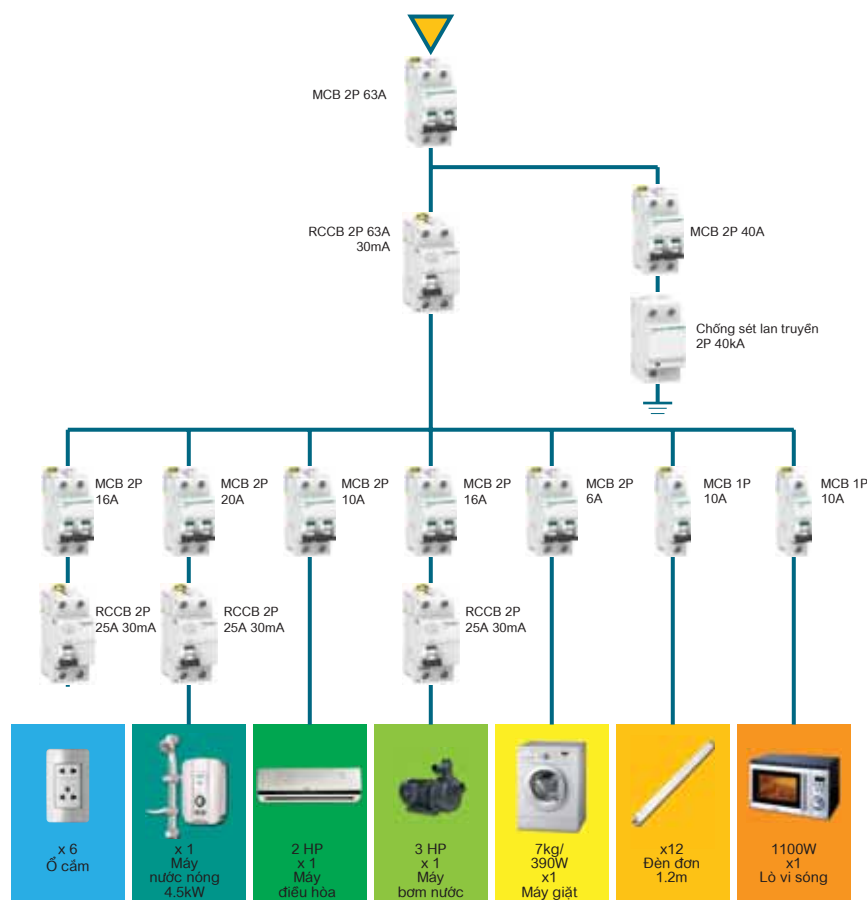 MCB 2P 63A
RCCB 2P 63A
30mA
MCB 2P 40A
Chống sét lan truyền
2P 40kA
MCB 2P
16A
MCB 2P
20A
MCB 2P
10A
MCB 2P
16A
MCB 2P
6A
MCB 1P
10A
MCB 1P
10A
RCCB 2P
25A 30mA
RCCB 2P
25A 30mA
RCCB 2P
25A 30mA
x 6
Ổ cắm
x 1
Máy
nước nóng
4.5kW
2 HP
x 1
Máy
điều hòa
3 HP
x 1
Máy
bơm nước
7kg/
390W
x1
Máy giặt
x12
Đèn đơn
1.2m
1100W
x1
Lò vi sóng